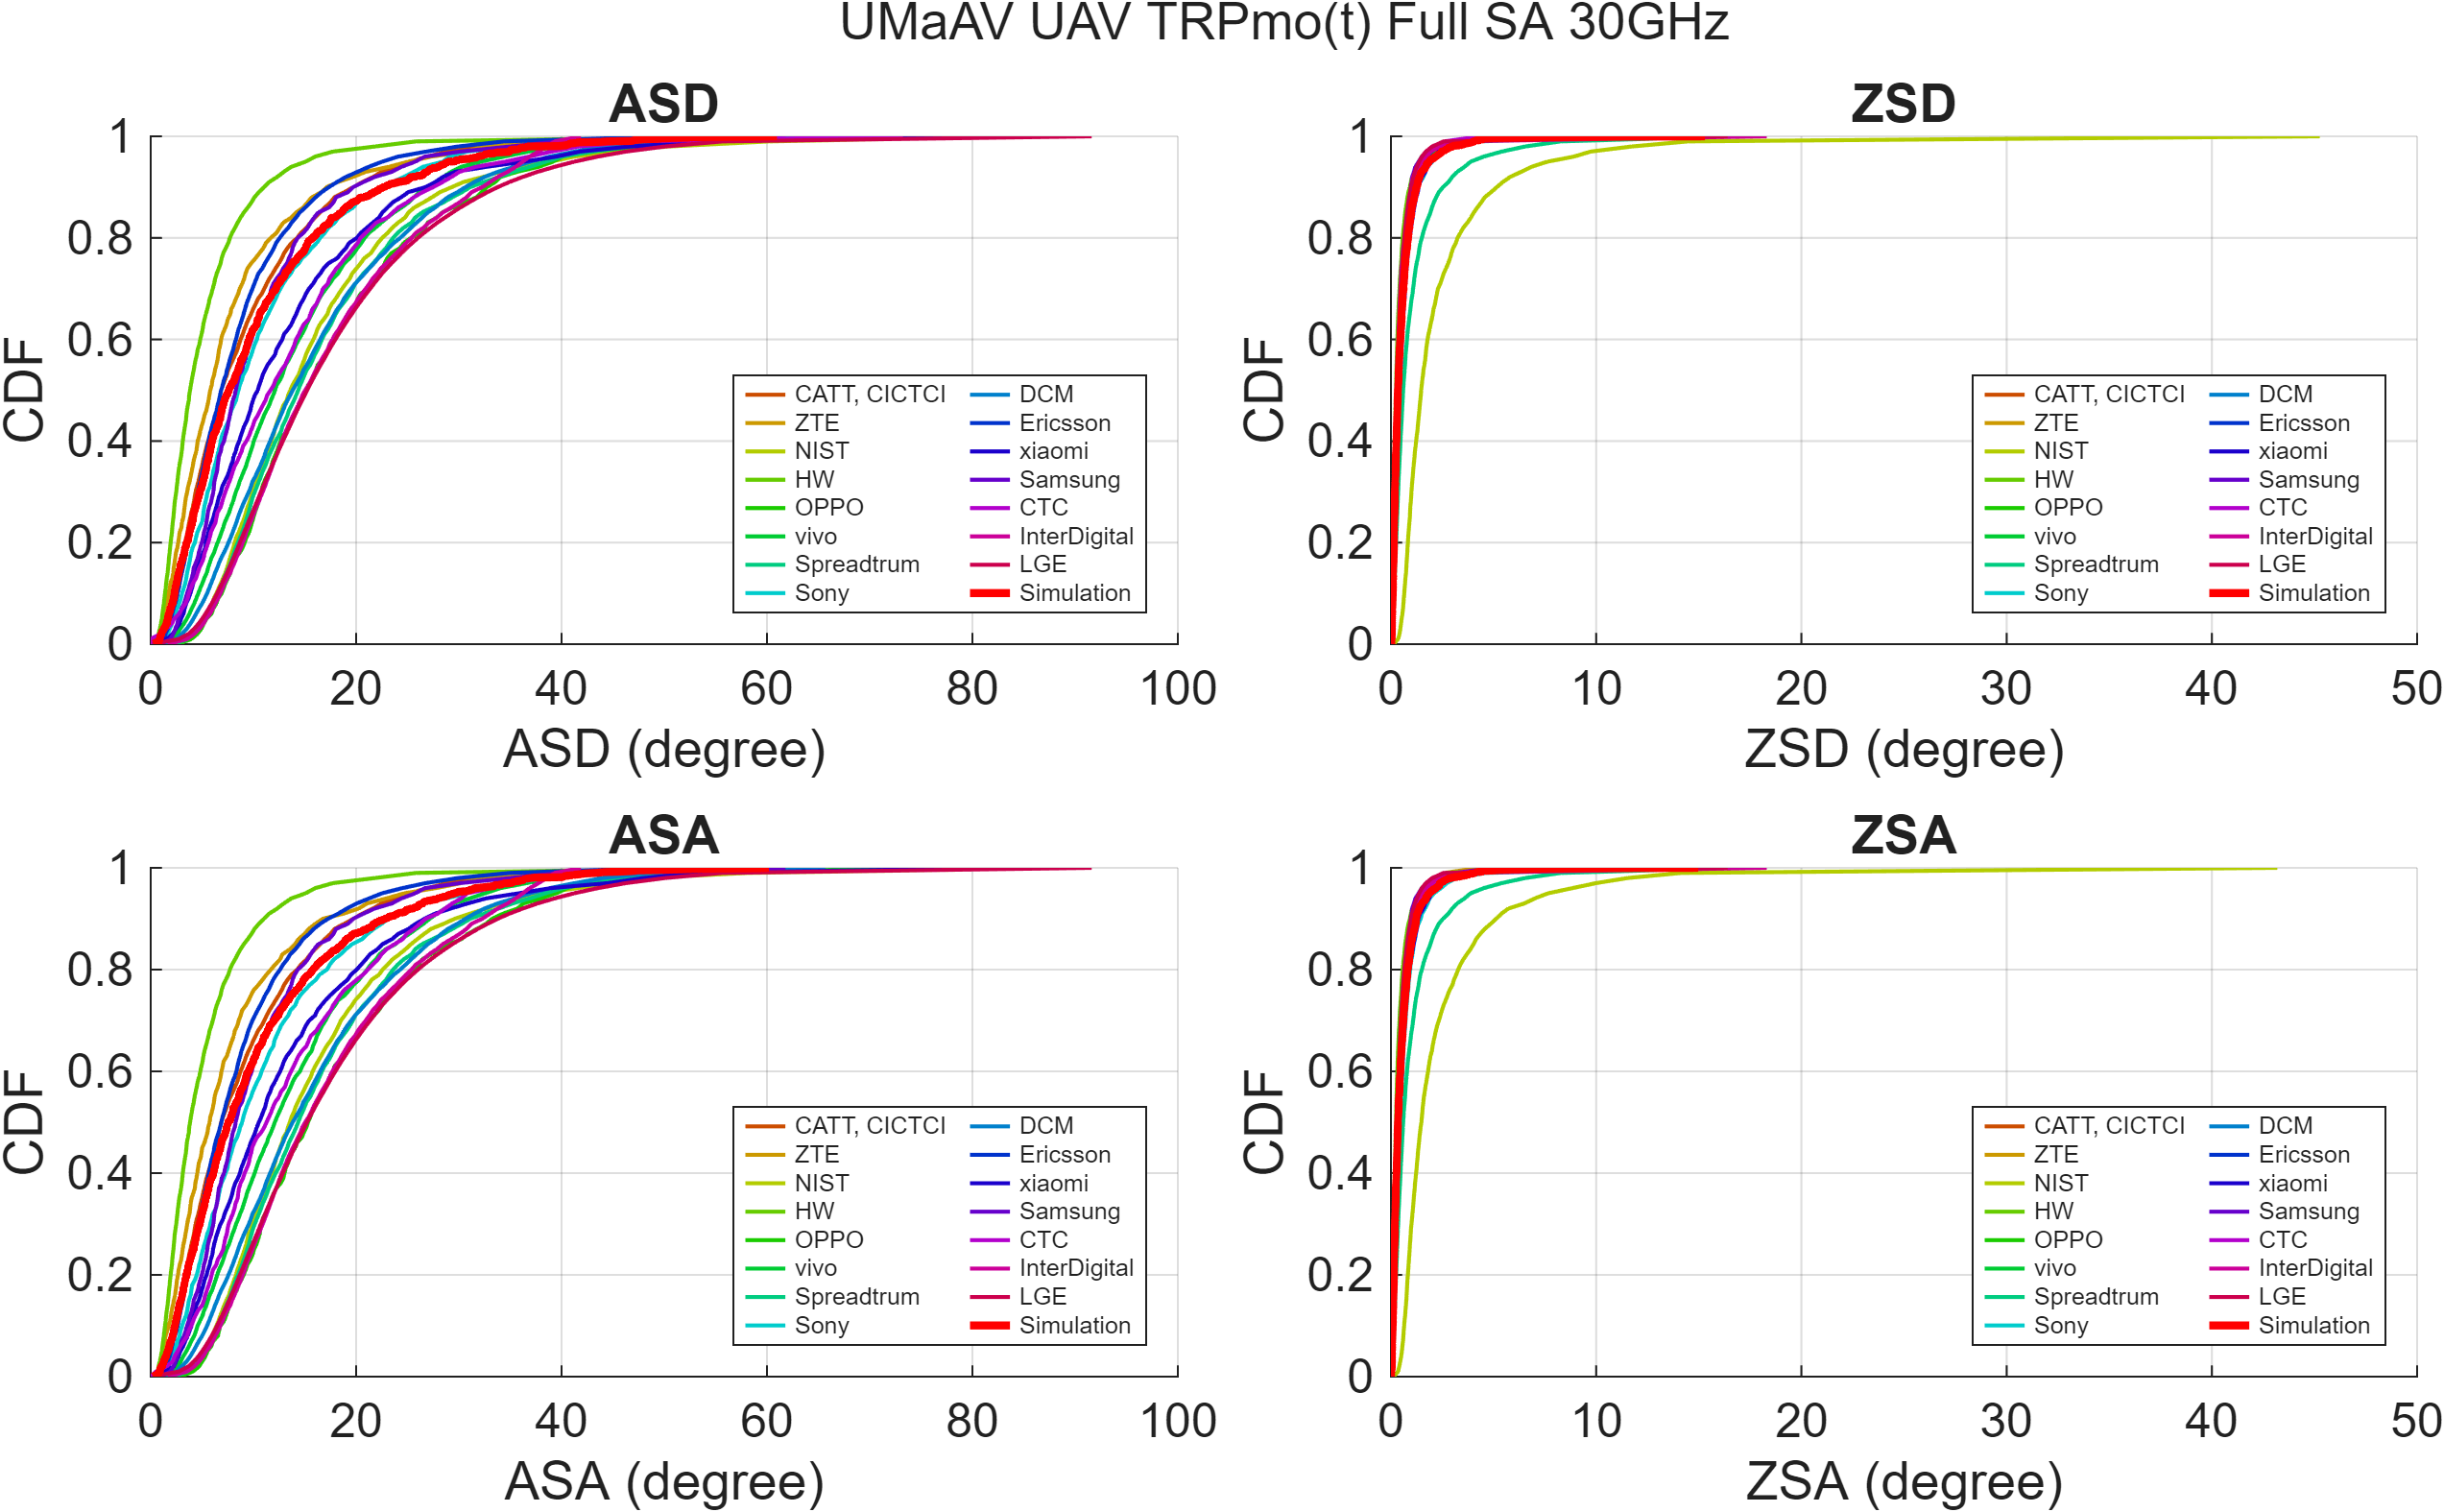 UMaAV UAV TRPmo(t) Full SA 30GHz
ASD
1
0.8
0.6
0.4
0.2
0
CDF
0 20 40 60 80 100
ASD (degree)
CATT, CICTCI
ZTE
NIST
HW
OPPO
vivo
Spreadtrum
Sony
DCM
Ericsson
xiaomi
Samsung
CTC
InterDigital
LGE
Simulation
ZSD
1
0.8
0.6
0.4
0.2
0
CDF
0 10 20 30 40 50
ZSD (degree)
CATT, CICTCI
ZTE
NIST
HW
OPPO
vivo
Spreadtrum
Sony
DCM
Ericsson
xiaomi
Samsung
CTC
InterDigital
LGE
Simulation
ASA
1
0.8
0.6
0.4
0.2
0
CDF
0 20 40 60 80 100
ASA (degree)
CATT, CICTCI
ZTE
NIST
HW
OPPO
vivo
Spreadtrum
Sony
DCM
Ericsson
xiaomi
Samsung
CTC
InterDigital
LGE
Simulation
ZSA
1
0.8
0.6
0.4
0.2
0
CDF
0 10 20 30 40 50
ZSA (degree)
CATT, CICTCI
ZTE
NIST
HW
OPPO
vivo
Spreadtrum
Sony
DCM
Ericsson
xiaomi
Samsung
CTC
InterDigital
LGE
Simulation